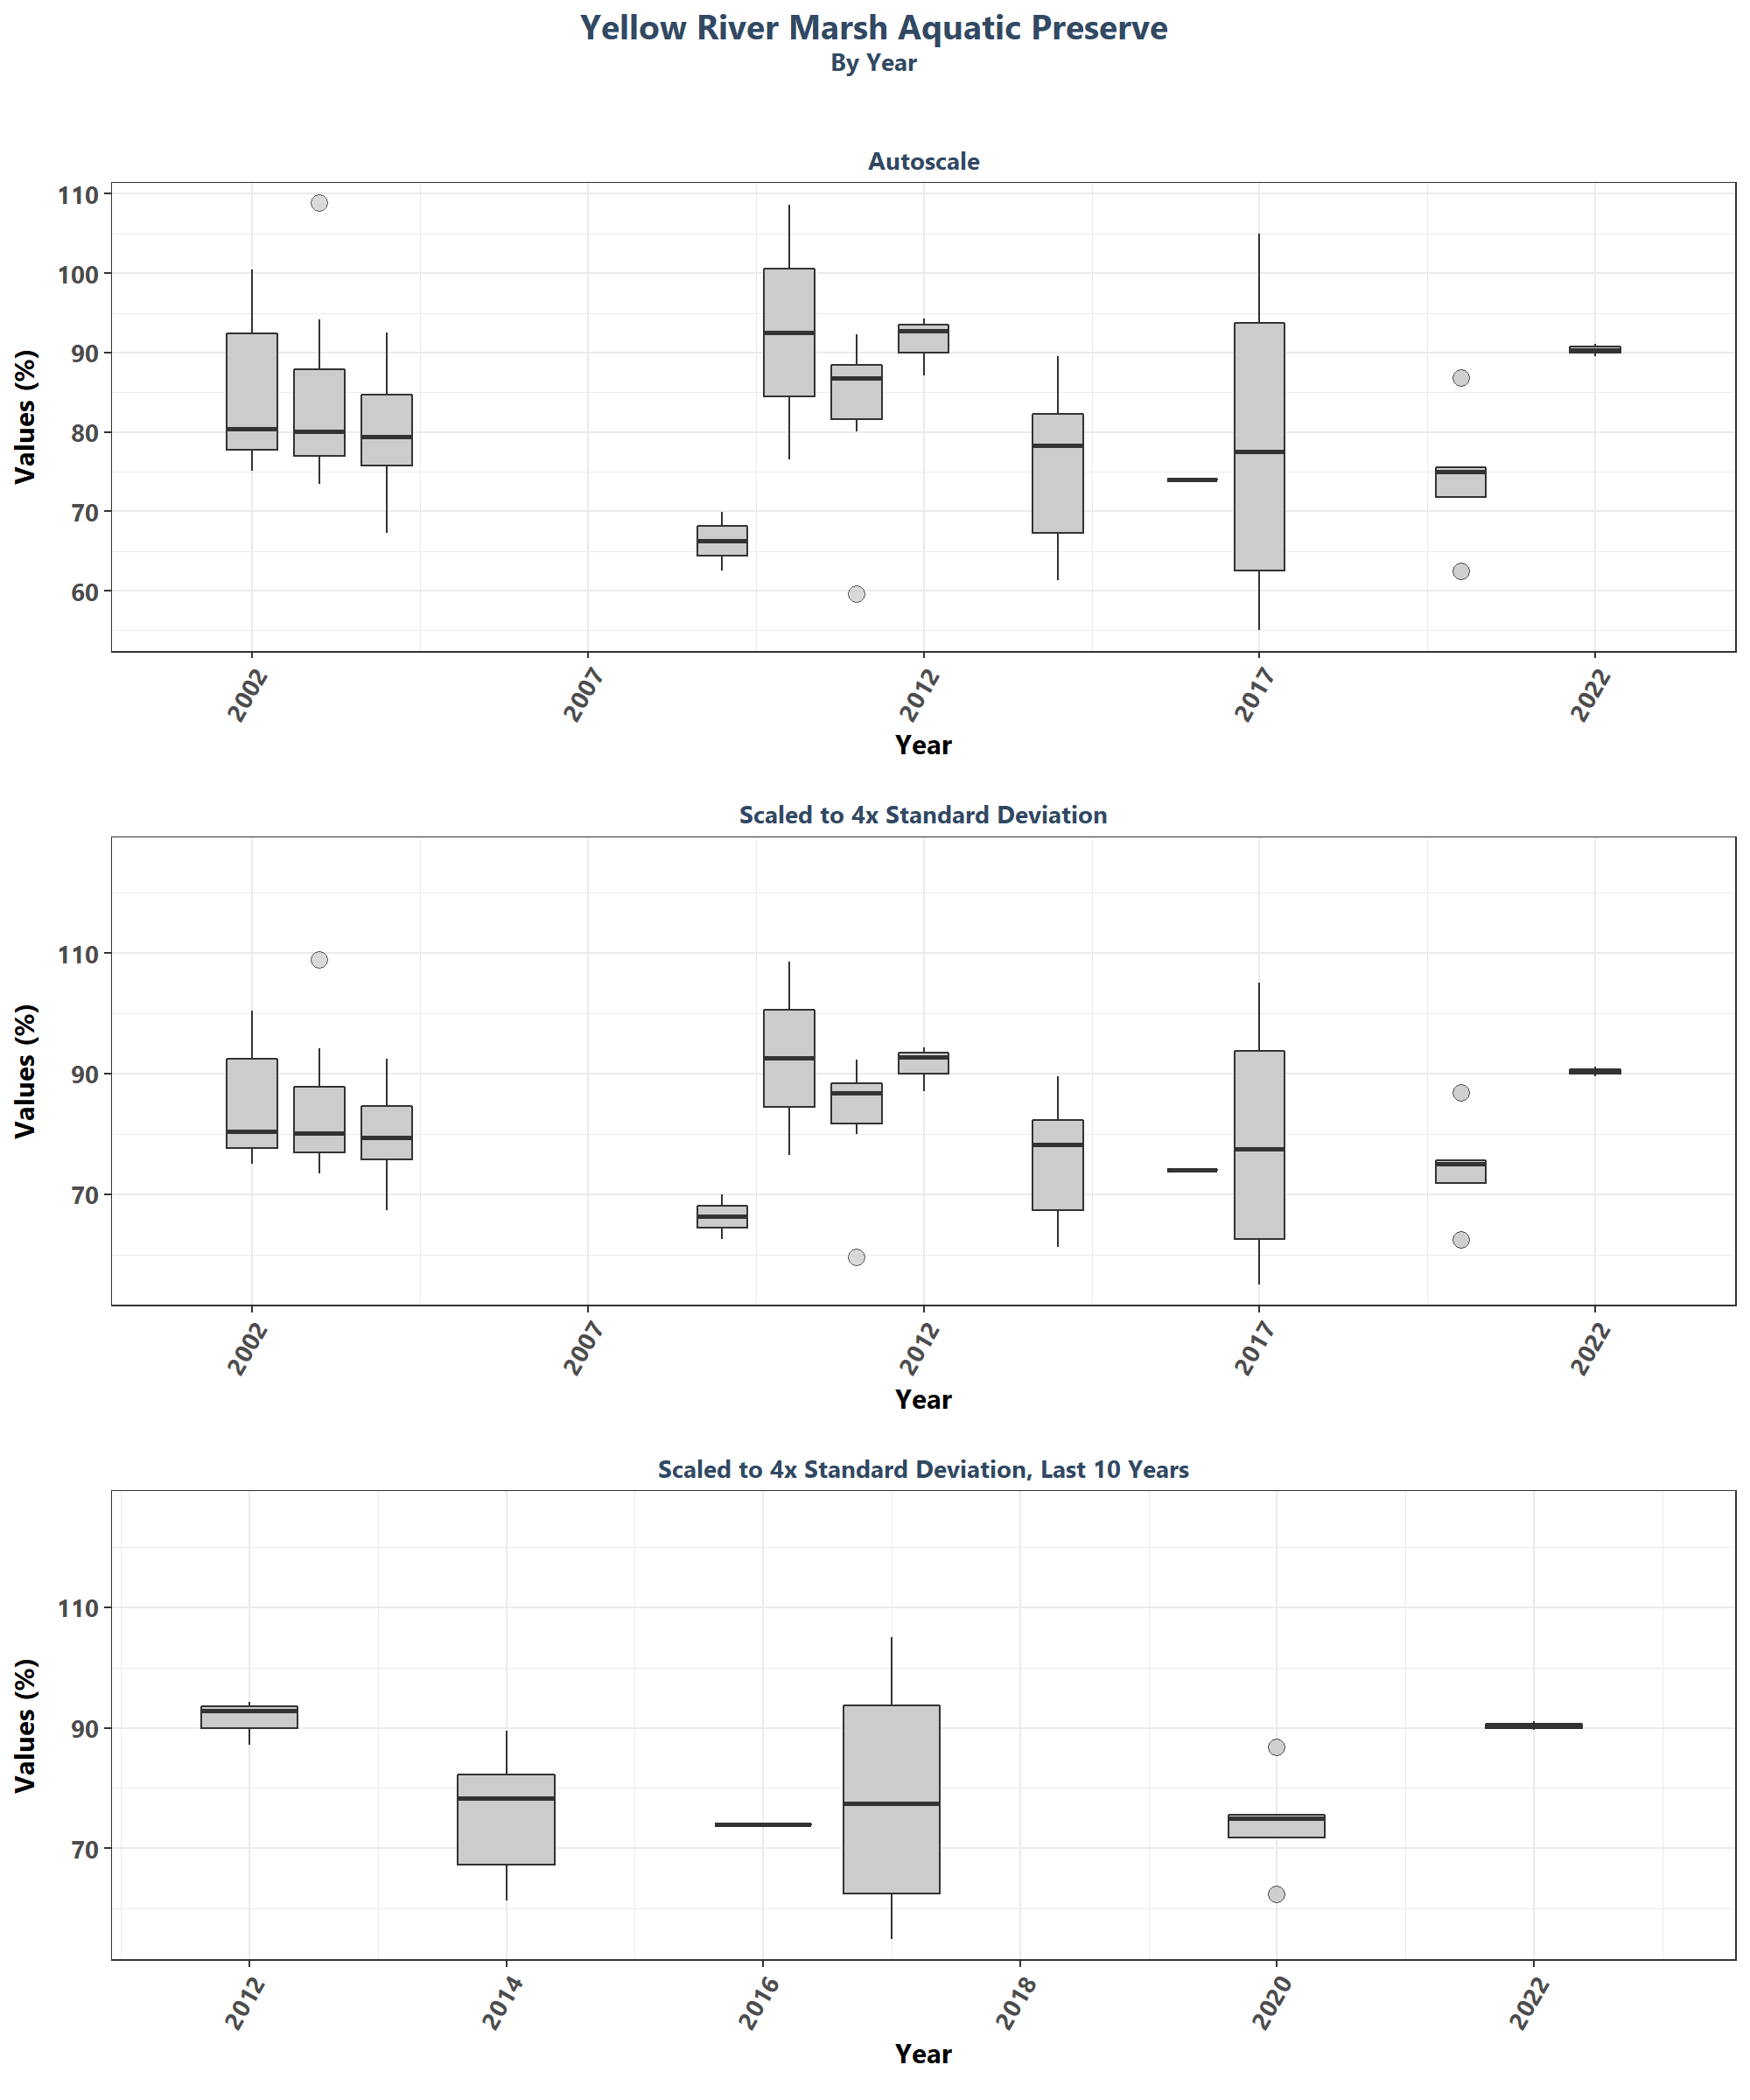 Yellow River Marsh Aquatic Preserve
By Year
Autoscale
Values (%)
110
100
90
80
70
60
2002
2007
2012
2017
2022
Year
Scaled to 4x Standard Deviation
Values (%)
110
90
70
2002
2007
2012
2017
2022
Year
Scaled to 4x Standard Deviation, Last 10 Years
Values (%)
110
90
70
2012
2014
2016
2018
2020
2022
Year